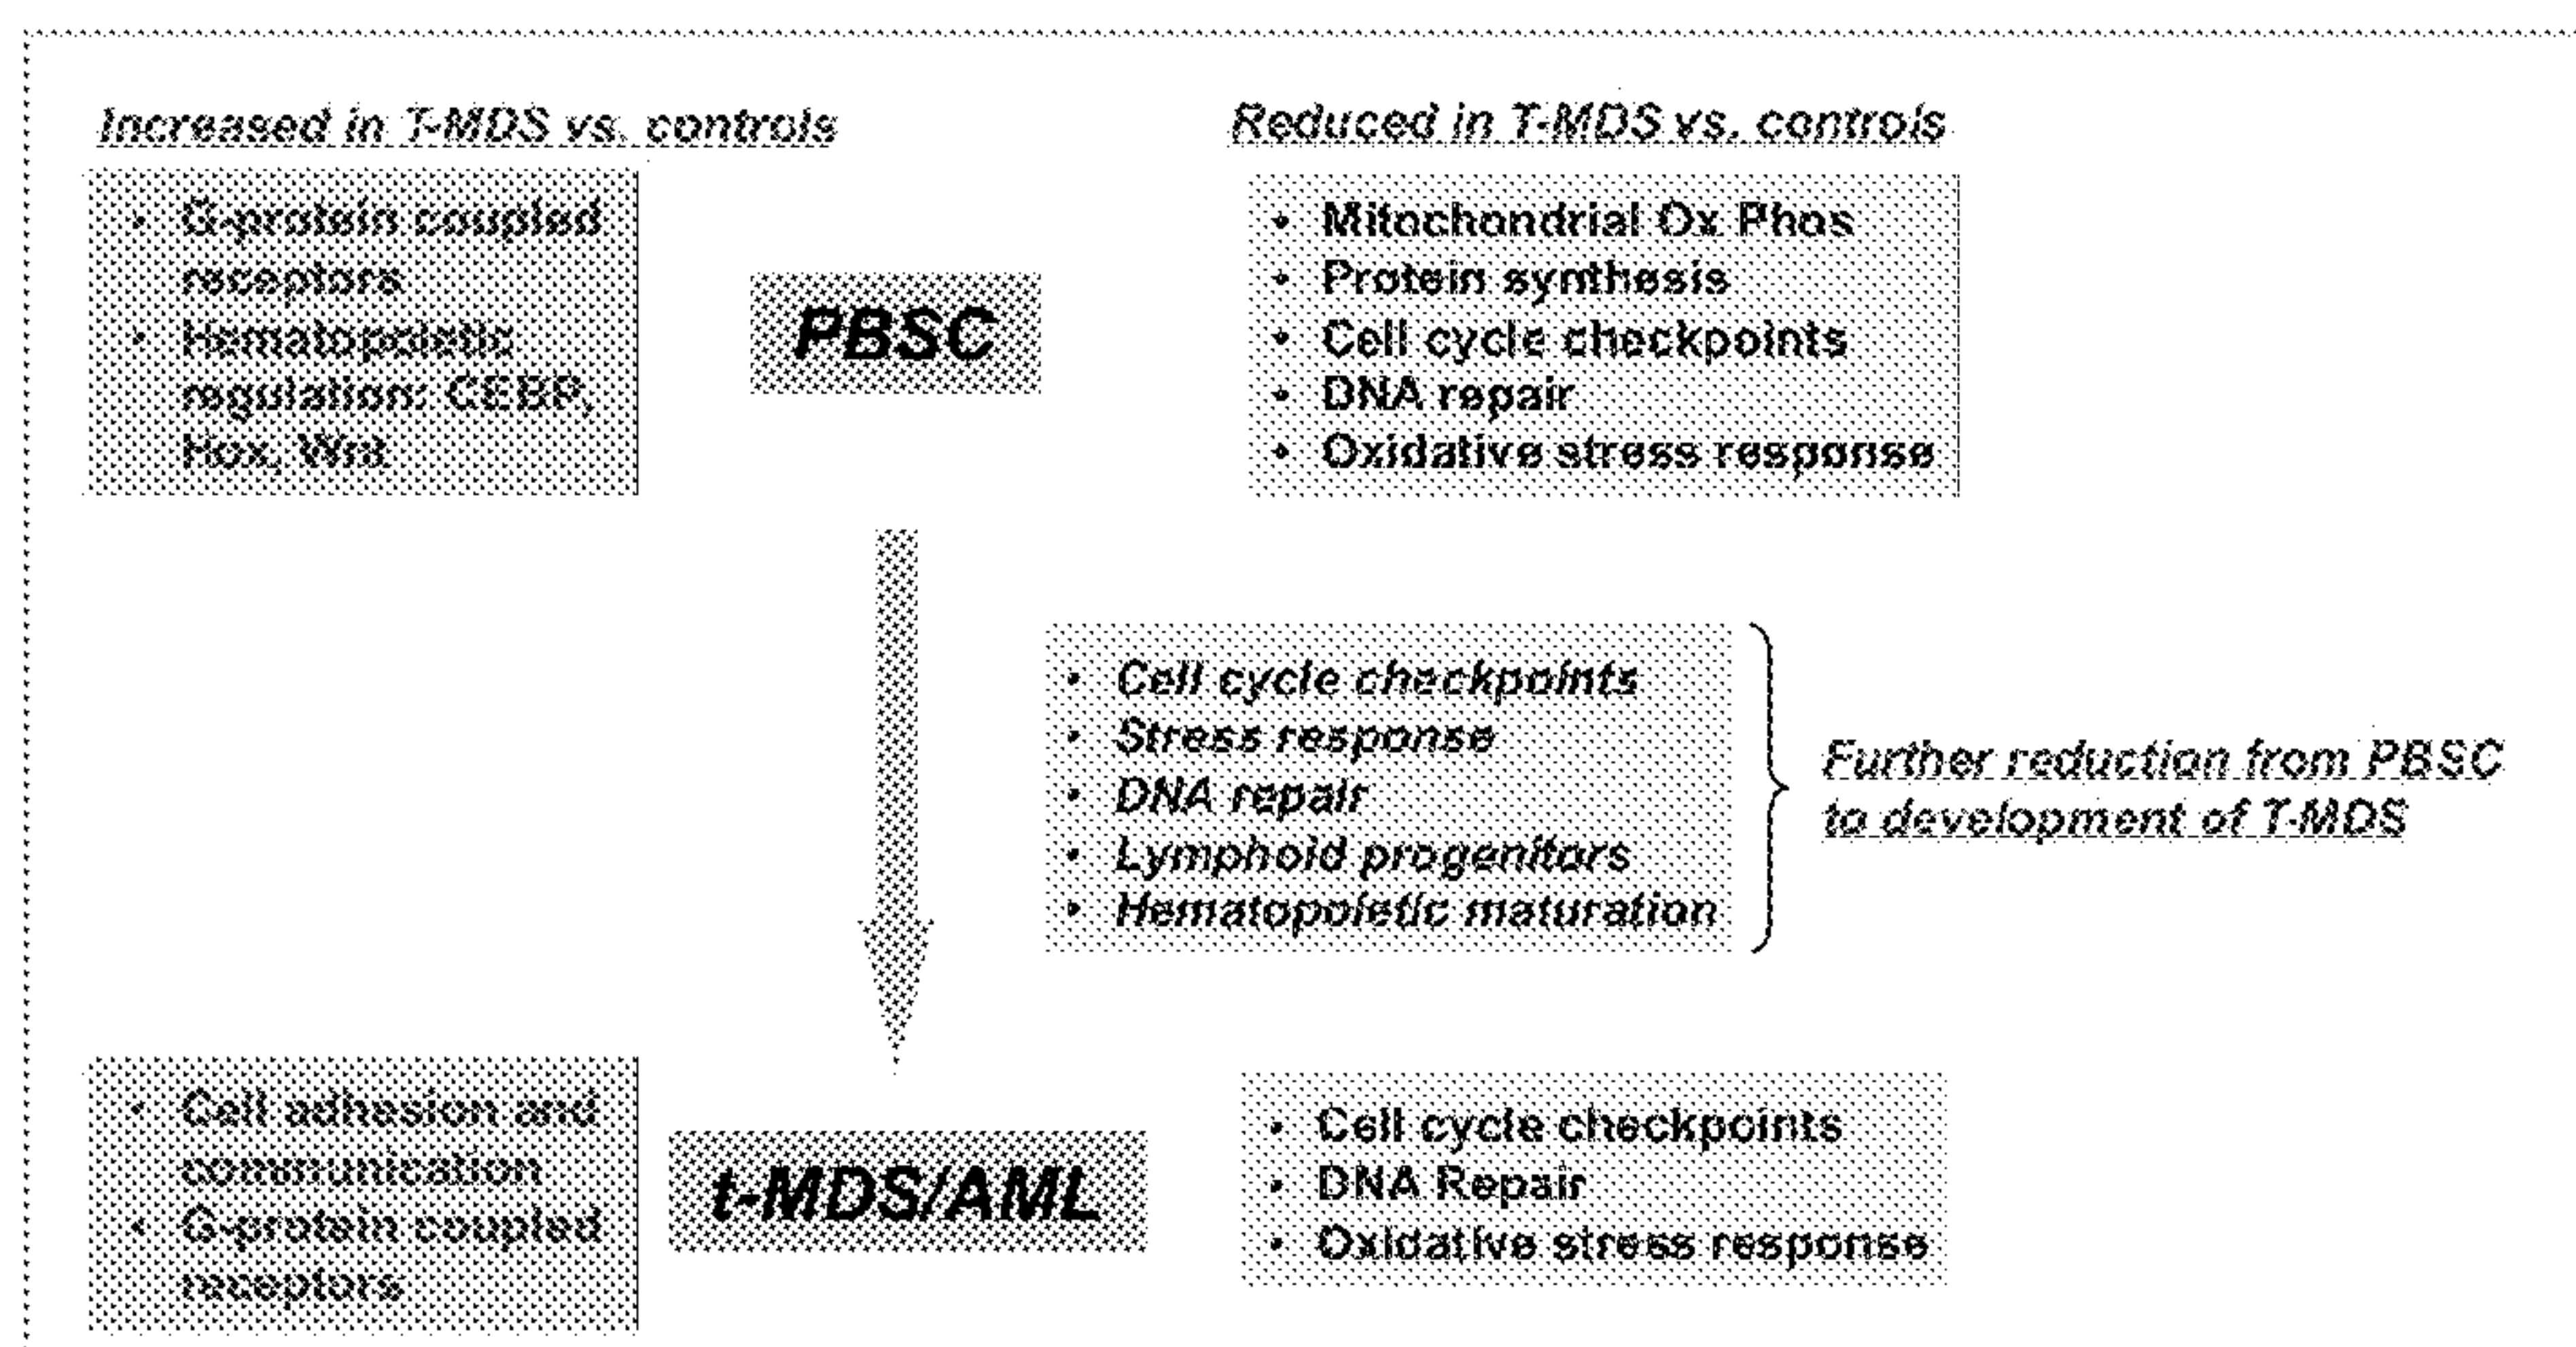 Increased in T-MDS vs. controls
• G-protein coupled
receptors
• Hematopoietic
regulation: CEBP,
Hox, Wnt
PBSC
Reduced in T-MDS vs. controls
• Mitochondrial Ox Phos
• Protein synthesis
• Cell cycle checkpoints
• DNA repair
• Oxidative stress response
• Cell cycle checkpoints
• Stress response
• DNA repair
• Lymphoid progenitors
• Hematopoietic maturation
Further reduction from PBSC
to development of T-MDS
• Cell adhesion and
communication
• G-protein coupled
receptors
t-MDS/AML
• Cell cycle checkpoints
• DNA Repair
• Oxidative stress response